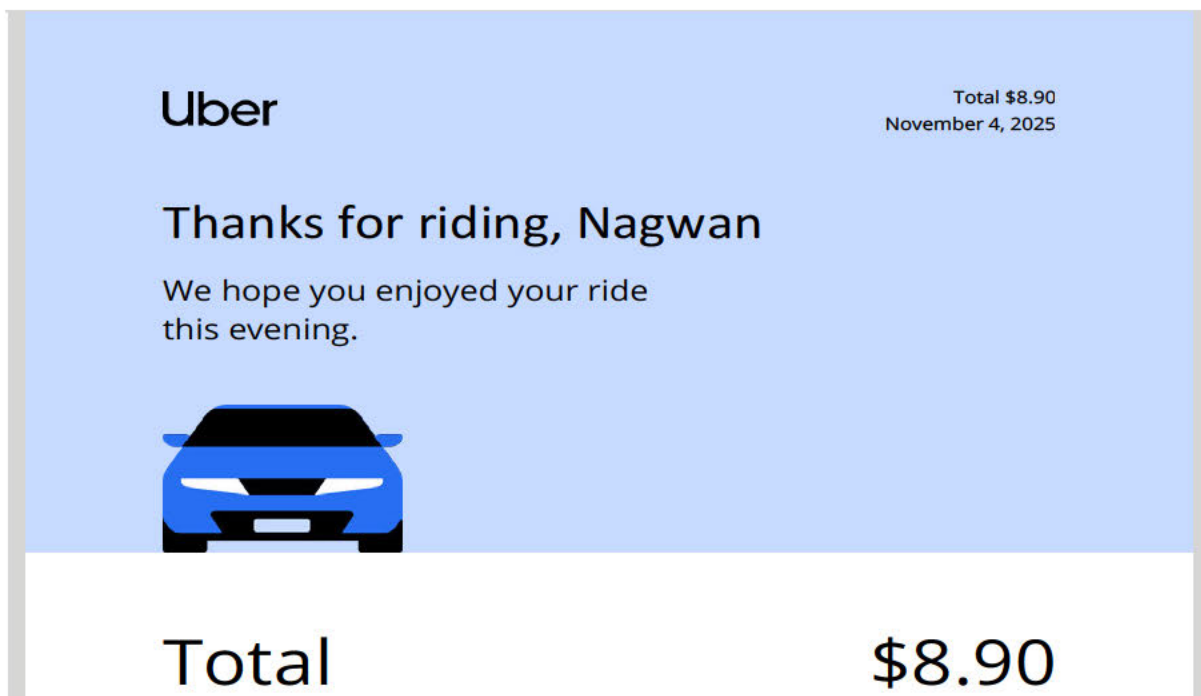 Uber
Total $8.90
November 4, 2025
Thanks for riding, Nagwan
We hope you enjoyed your ride
this evening.
Total $8.90